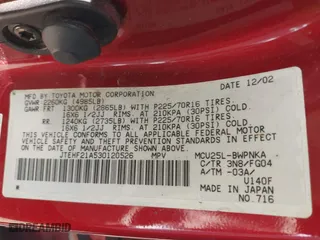 MFD. BY TOYOTA MOTOR CORPORATION
DATE 12/02
GVWR 2260KG (4985LB)
GAWR FRT 1300KG (2865LB) WITH P225/70R16 TIRES.
16X6 1/2JJ RIMS. AT 210KPA (30PSI) COLD.
RR 1240KG (2735LB) WITH P225/70R16 TIRES.
16X6 1/2JJ RIMS. AT 210KPA (30PSI) COLD.
THIS VEHICLE CONFORMS TO ALL APPLICABLE
FEDERAL MOTOR VEHICLE SAFETY BUMPER,
AND THEFT PREVENTION STANDARDS IN EFFECT ON
THE DATE OF MANUFACTURE SHOWN ABOVE.
JTEHF21A530120526 MPV
MCU25L-BWPNKA
C/TR 3N8/FG04
A/TM -03A/
U140F
MADE IN JAPAN
NO.716